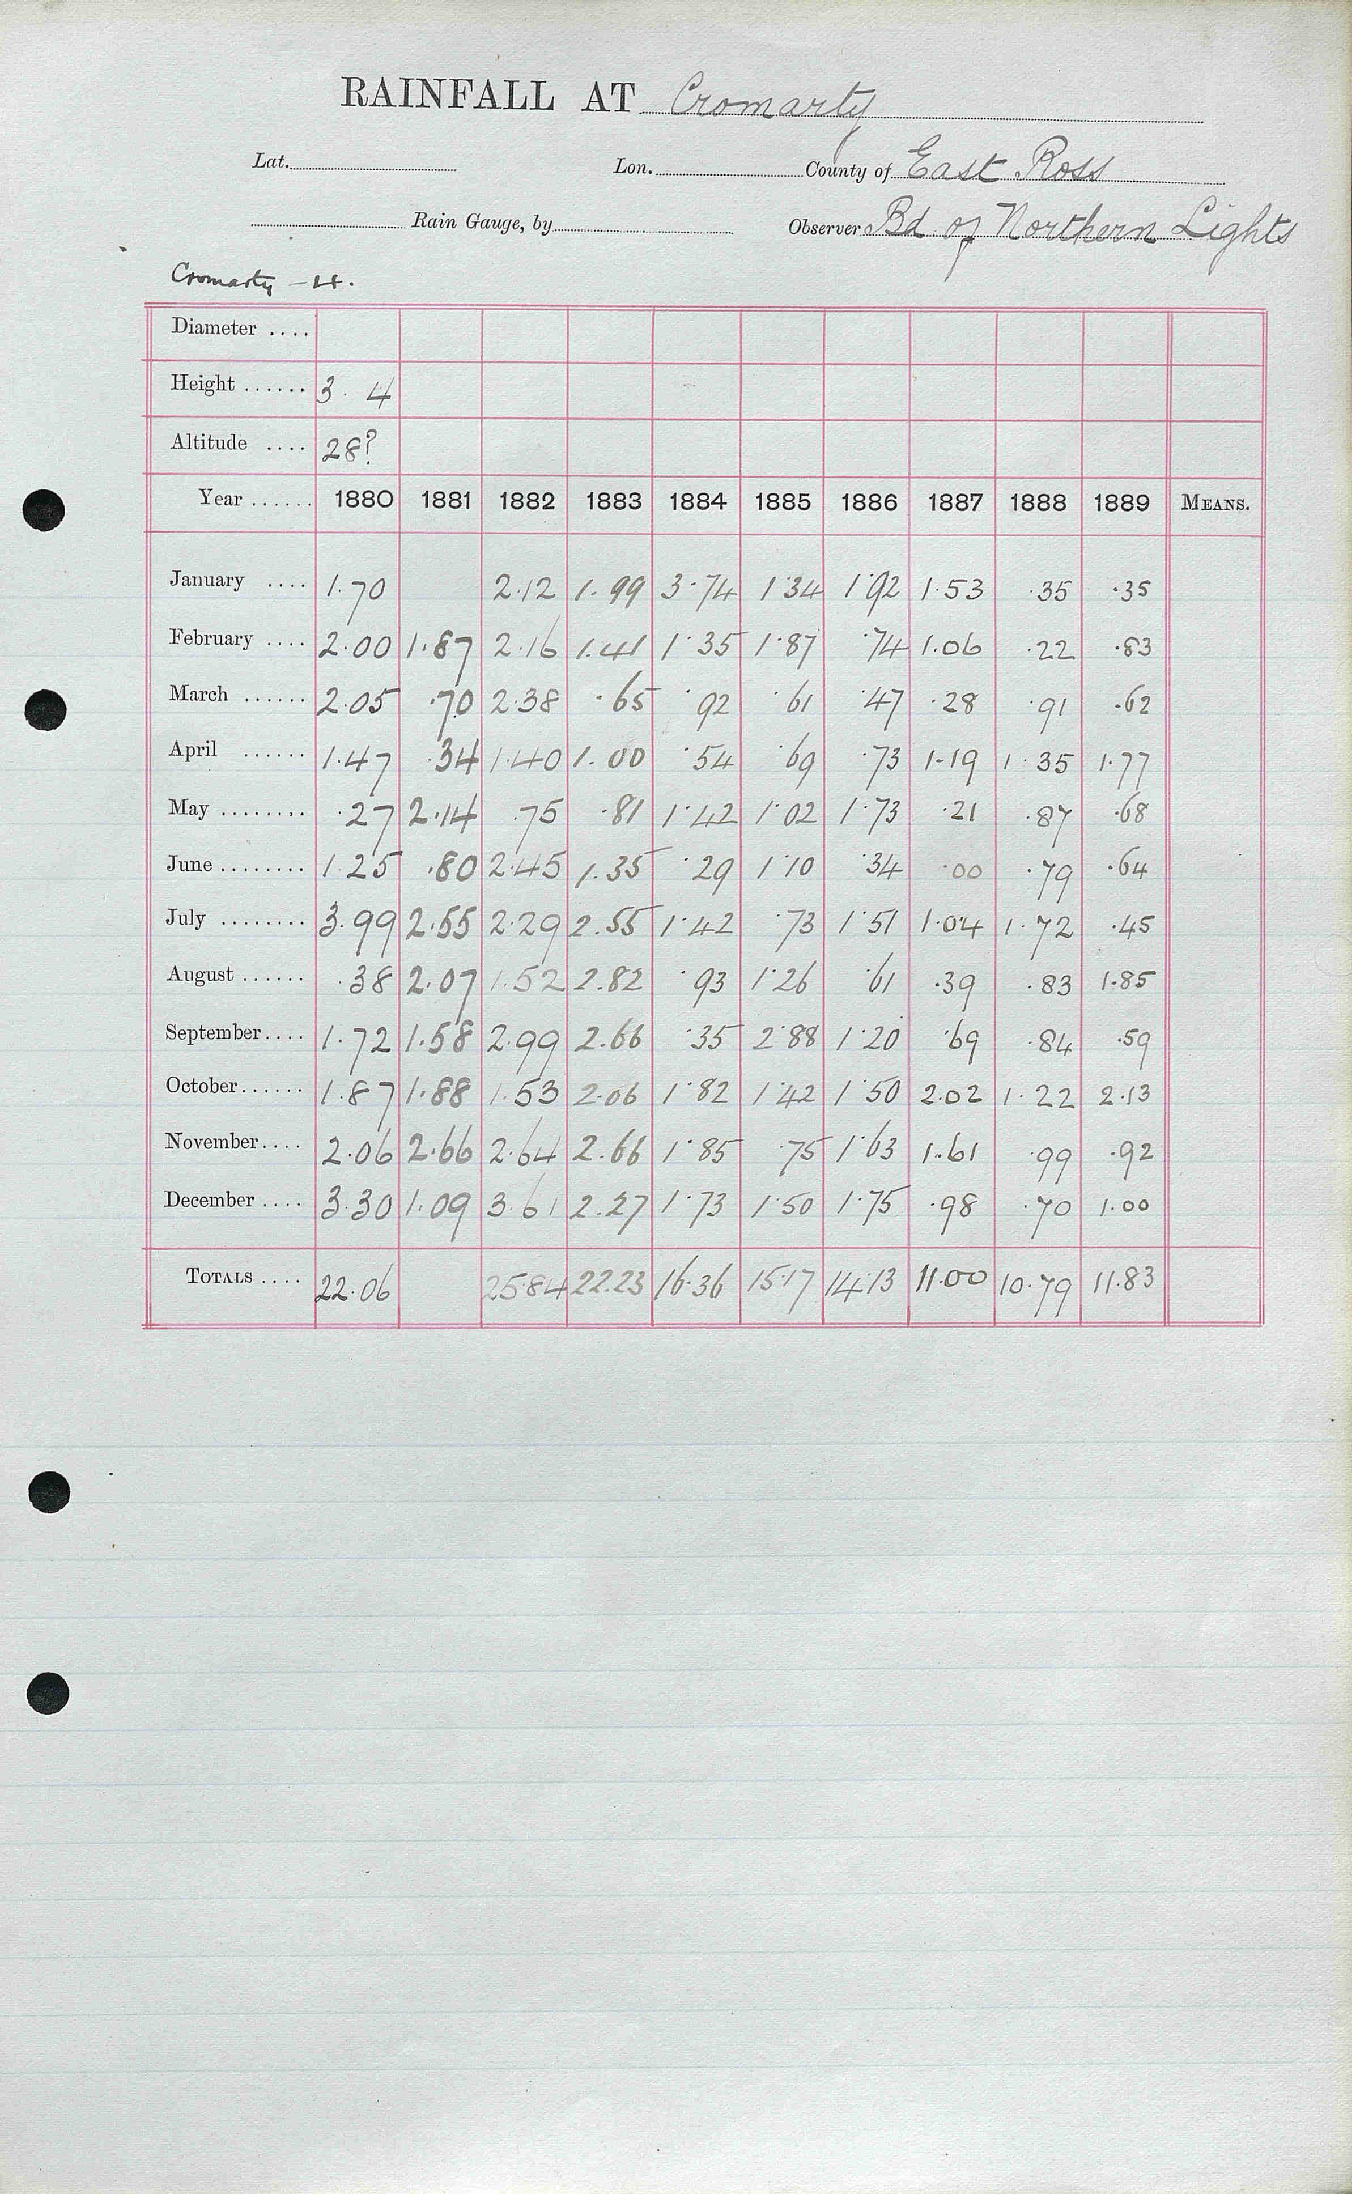 RAINFALL AT Cromarty
Lat. Lon. County of East Ross
Rain Gauge, by Observer Bd. of Northern Lights
Cromarty – H.
Diameter ....
Height ...... 3 . 4
Altitude .... 28?
Year ...... 1880 1881 1882 1883 1884 1885 1886 1887 1888 1889 MEANS.
January .... 1.70 2.12 1.99 3.74 1.34 1.92 1.53 .35 .35
February .... 2.00 1.87 2.16 1.41 1.35 1.87 .74 1.06 .22 .83
March ...... 2.05 .70 2.38 .65 .92 .61 .47 .28 .91 .62
April ...... 1.47 .34 1.40 1.00 .54 .69 .73 1.19 1.35 1.77
May ........ .27 2.14 .75 .81 1.42 1.02 1.73 .21 .87 .68
June ........ 1.25 .80 2.45 1.35 .29 1.10 .34 .00 .79 .64
July ........ 3.99 2.55 2.29 2.55 1.42 .73 1.51 1.04 1.72 .45
August ...... .38 2.07 1.52 2.82 .93 1.26 .61 .39 .83 1.85
September.... 1.72 1.58 2.99 2.66 .35 2.88 1.20 .69 .84 .59
October...... 1.87 1.88 1.53 2.06 1.82 1.42 1.50 2.02 1.22 2.13
November.... 2.06 2.66 2.64 2.66 1.85 .75 1.63 1.61 .99 .92
December .... 3.30 1.09 3.61 2.27 1.73 1.50 1.75 .98 .70 1.00
TOTALS .... 22.06 25.84 22.23 16.36 15.17 14.13 11.00 10.79 11.83